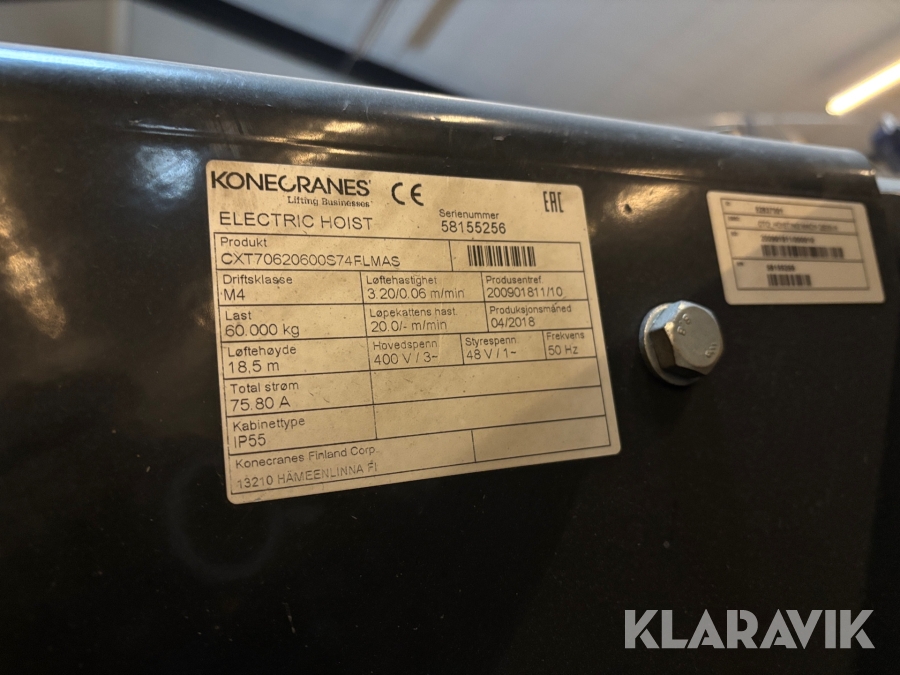 KONECRANES
Lifting Businesses
CE
EAC
ELECTRIC HOIST
Serienummer
58155256
Produkt
CXT70620600S74FLMAS
Driftsklasse
M4
Løftehastighet
3.20/0.06 m/min
Produsentref.
200901811/10
Last
60.000 kg
Løpekattens hast.
20.0/- m/min
Produksjonsmåned
04/2018
Løftehøyde
18,5 m
Hovedspenn
400 V / 3~
Styrespenn.
48 V / 1~
Frekvens
50 Hz
Total strøm
75.80 A
Kabinettype
IP55
Konecranes Finland Corp.
13210 HÄMEENLINNA FI
58155256
8.8
KLARAVIK